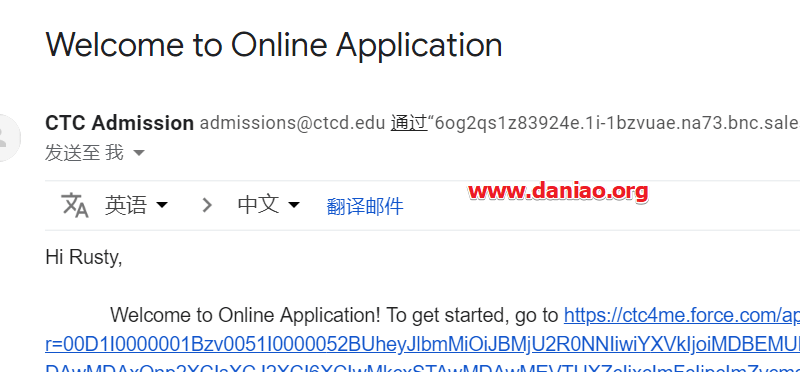 Welcome to Online Application
CTC Admission admissions@ctcd.edu 通过“6og2qs1z83924e.1i-1bzvuae.na73.bnc.sale
发送至 我
英语 中文 翻译邮件
www.daniao.org
Hi Rusty,
Welcome to Online Application! To get started, go to https://ctc4me.force.com/ap
r=00D1I0000001Bzv0051I0000052BUheyJlbmMiOiJBMjU2R0NNIiwiYXVkIjoiMDBEMU